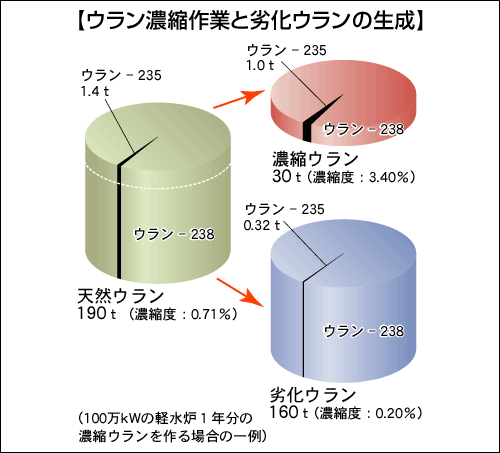 【ウラン濃縮作業と劣化ウランの生成】
ウラン－235
1.4 t
ウラン－238
天然ウラン
190 t（濃縮度：0.71％）
ウラン－235
1.0 t
ウラン－238
濃縮ウラン
30 t（濃縮度：3.40％）
ウラン－235
0.32 t
ウラン－238
劣化ウラン
160 t（濃縮度：0.20％）
（100万kWの軽水炉１年分の
濃縮ウランを作る場合の一例）